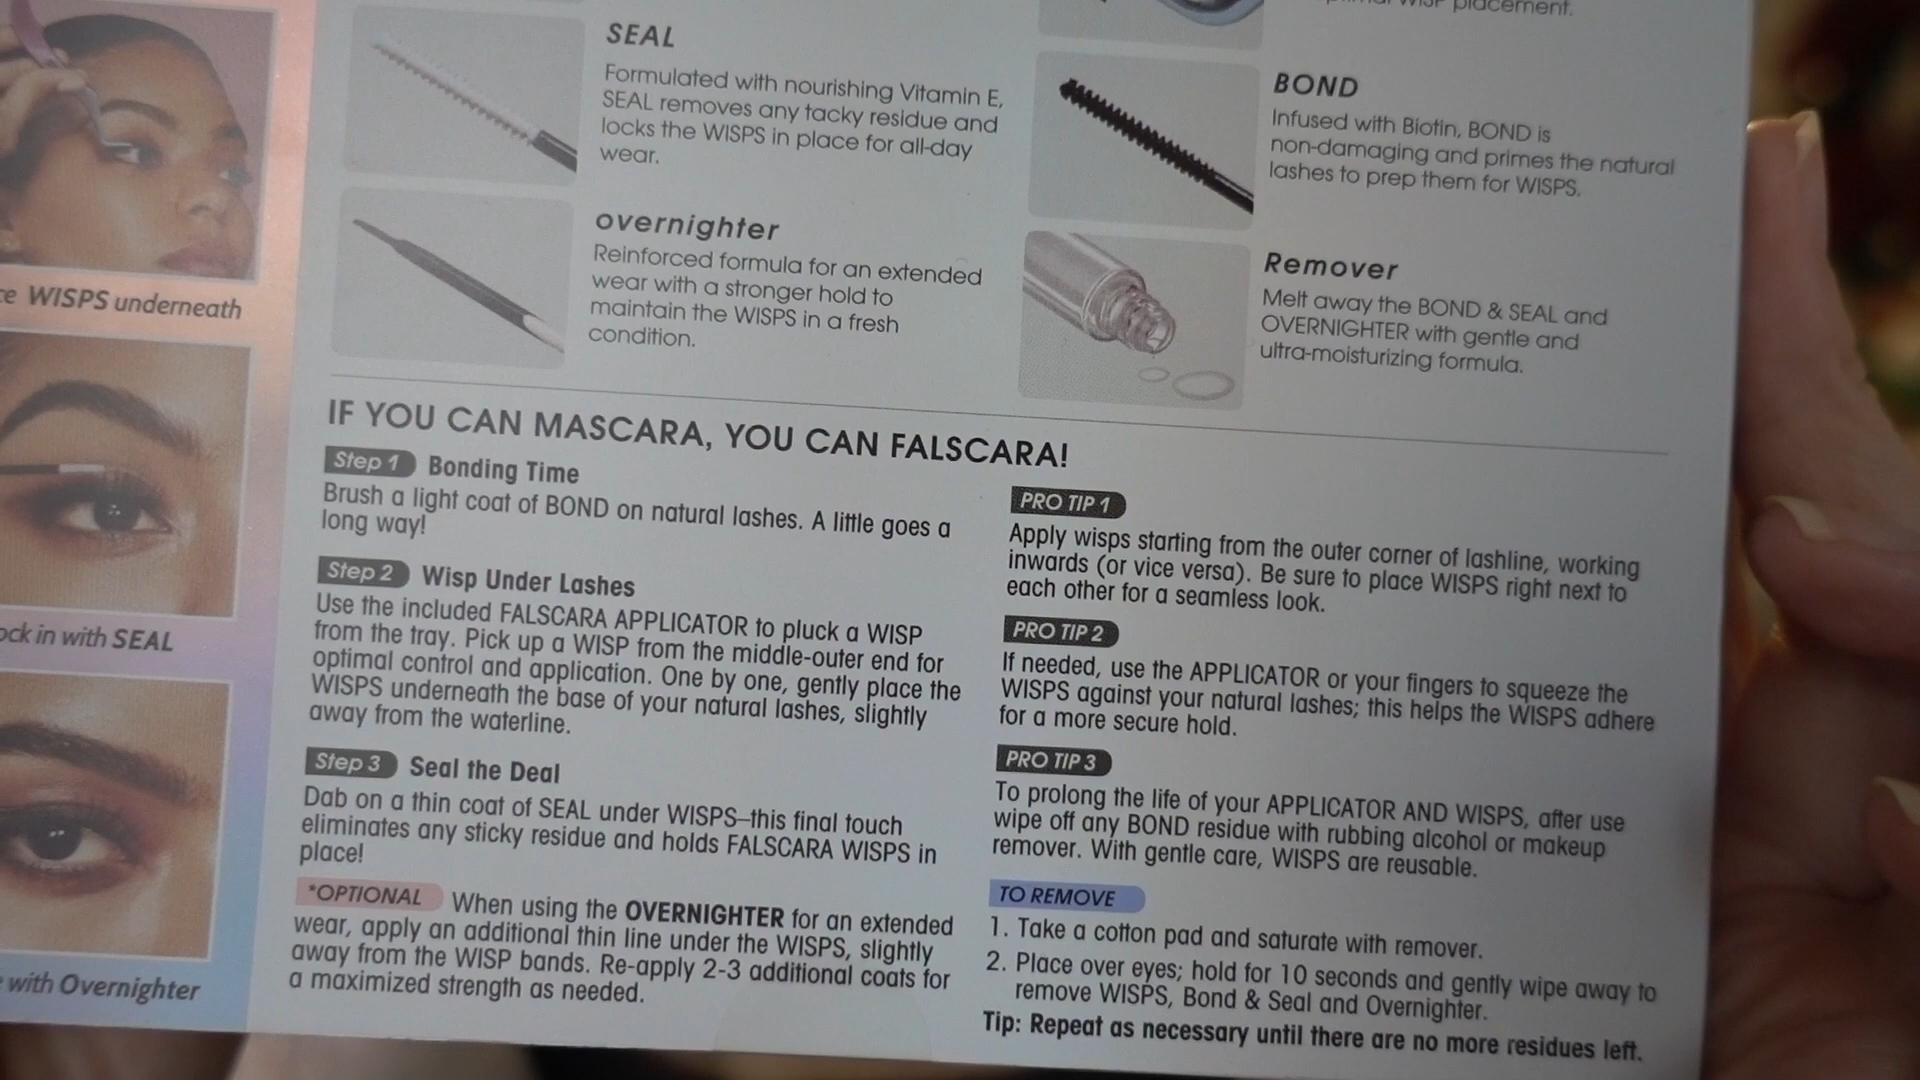 WISPS underneath
in with SEAL
with Overnighter
SEAL
Formulated with nourishing Vitamin E,
SEAL removes any tacky residue and
locks the WISPS in place for all-day
wear.
overnighter
Reinforced formula for an extended
wear with a stronger hold to
maintain the WISPS in a fresh
condition.
placement.
BOND
Infused with Biotin, BOND is
non-damaging and primes the natural
lashes to prep them for WISPS.
Remover
Melt away the BOND & SEAL and
OVERNIGHTER with gentle and
ultra-moisturizing formula.
IF YOU CAN MASCARA, YOU CAN FALSCARA!
Step 1 Bonding Time
Brush a light coat of BOND on natural lashes. A little goes a
long way!
Step 2 Wisp Under Lashes
Use the included FALSCARA APPLICATOR to pluck a WISP
from the tray. Pick up a WISP from the middle-outer end for
optimal control and application. One by one, gently place the
WISPS underneath the base of your natural lashes, slightly
away from the waterline.
Step 3 Seal the Deal
Dab on a thin coat of SEAL under WISPS–this final touch
eliminates any sticky residue and holds FALSCARA WISPS in
place!
*OPTIONAL When using the OVERNIGHTER for an extended
wear, apply an additional thin line under the WISPS, slightly
away from the WISP bands. Re-apply 2-3 additional coats for
a maximized strength as needed.
PRO TIP 1
Apply wisps starting from the outer corner of lashline, working
inwards (or vice versa). Be sure to place WISPS right next to
each other for a seamless look.
PRO TIP 2
If needed, use the APPLICATOR or your fingers to squeeze the
WISPS against your natural lashes; this helps the WISPS adhere
for a more secure hold.
PRO TIP 3
To prolong the life of your APPLICATOR AND WISPS, after use
wipe off any BOND residue with rubbing alcohol or makeup
remover. With gentle care, WISPS are reusable.
TO REMOVE
1. Take a cotton pad and saturate with remover.
2. Place over eyes; hold for 10 seconds and gently wipe away to
remove WISPS, Bond & Seal and Overnighter.
Tip: Repeat as necessary until there are no more residues left.